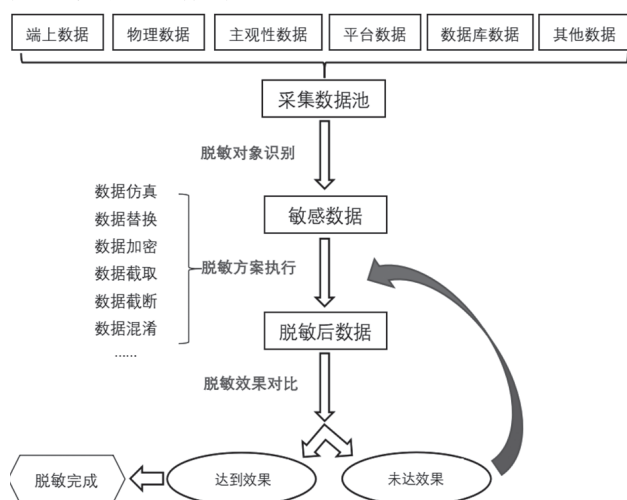 端上数据 物理数据 主观性数据 平台数据 数据库数据 其他数据
采集数据池
脱敏对象识别
敏感数据
数据仿真
数据替换
数据加密
数据截取
数据截断
数据混淆
……
脱敏方案执行
脱敏后数据
脱敏效果对比
脱敏完成 达到效果 未达效果